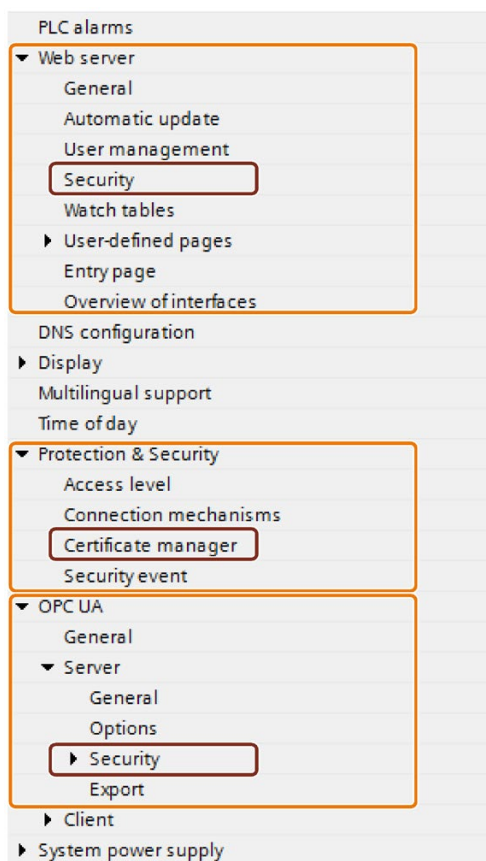 PLC alarms
Web server
General
Automatic update
User management
Security
Watch tables
User-defined pages
Entry page
Overview of interfaces
DNS configuration
Display
Multilingual support
Time of day
Protection & Security
Access level
Connection mechanisms
Certificate manager
Security event
OPC UA
General
Server
General
Options
Security
Export
Client
System power supply